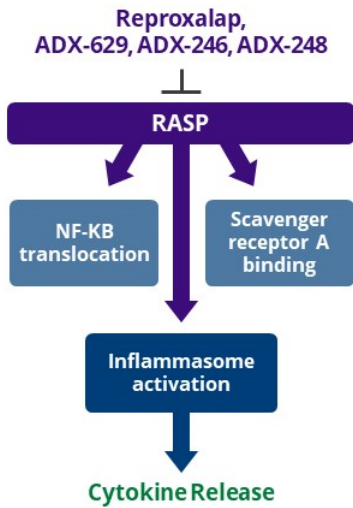 Reproxalap,
ADX-629, ADX-246, ADX-248
RASP
NF-KB
translocation
Scavenger
receptor A
binding
Inflammasome
activation
Cytokine Release